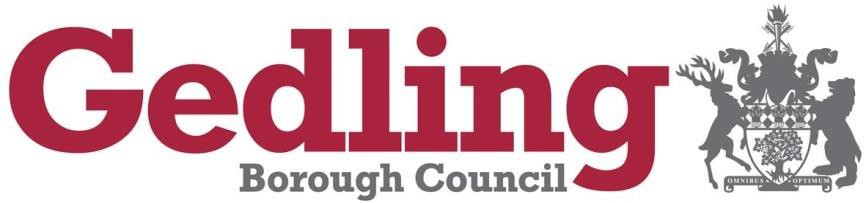 Gedling
Borough Council
OMNIBUS OPTIMUM